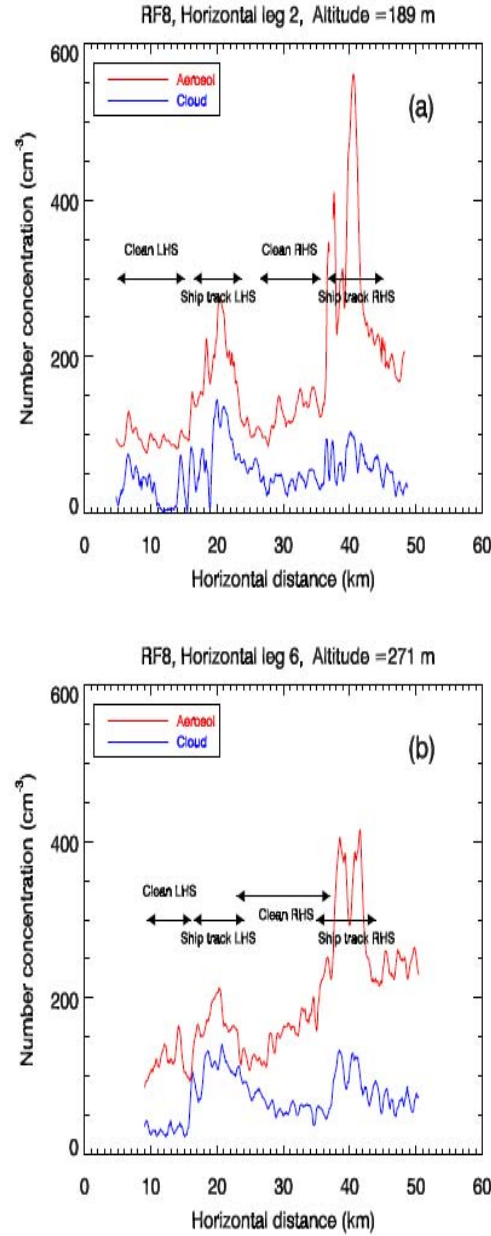 RF8, Horizontal leg 2, Altitude =189 m
600
Aerosol
Cloud
(a)
400
Clean LHS
Clean RHS
Ship track LHS
Ship track RHS
200
0
0 10 20 30 40 50 60
Number concentration (cm-3)
Horizontal distance (km)
RF8, Horizontal leg 6, Altitude =271 m
600
Aerosol
Cloud
(b)
400
Clean LHS
Clean RHS
Ship track LHS
Ship track RHS
200
0
0 10 20 30 40 50 60
Number concentration (cm-3)
Horizontal distance (km)